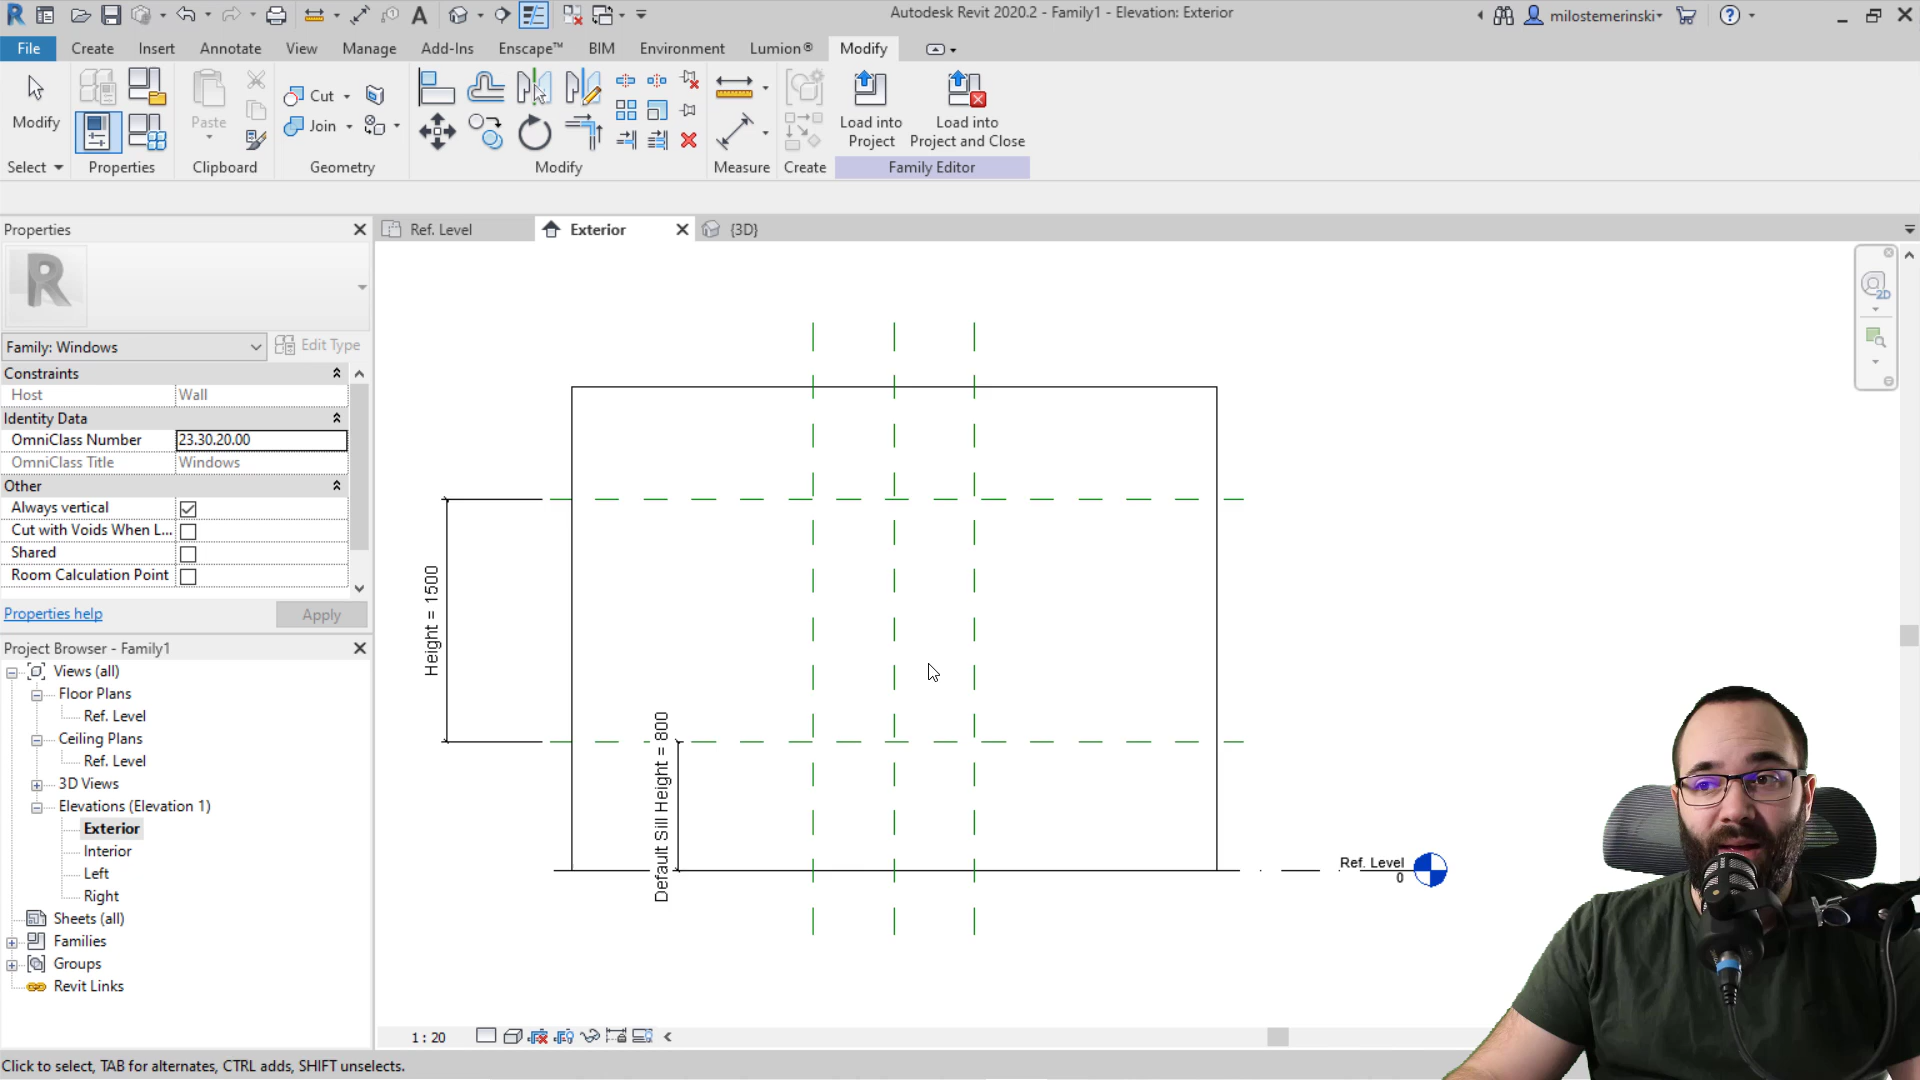 Autodesk Revit 2020.2 - Family1 - Elevation: Exterior
milostemerinski
File Create Insert Annotate View Manage Add-Ins Enscape™ BIM Environment Lumion® Modify
Modify
Paste
Cut
Join
Load into Project
Load into Project and Close
Select Properties Clipboard Geometry Modify Measure Create Family Editor
Properties
Ref. Level
Exterior
{3D}
R
2D
Family: Windows
Edit Type
Constraints
Host Wall
Identity Data
OmniClass Number 23.30.20.00
OmniClass Title Windows
Other
Always vertical
Cut with Voids When L...
Shared
Room Calculation Point
Properties help
Apply
Project Browser - Family1
Views (all)
Floor Plans
Ref. Level
Ceiling Plans
Ref. Level
3D Views
Elevations (Elevation 1)
Exterior
Interior
Left
Right
Sheets (all)
Families
Groups
Revit Links
Height = 1500
Default Sill Height = 800
Ref. Level
0
1 : 20
Click to select, TAB for alternates, CTRL adds, SHIFT unselects.